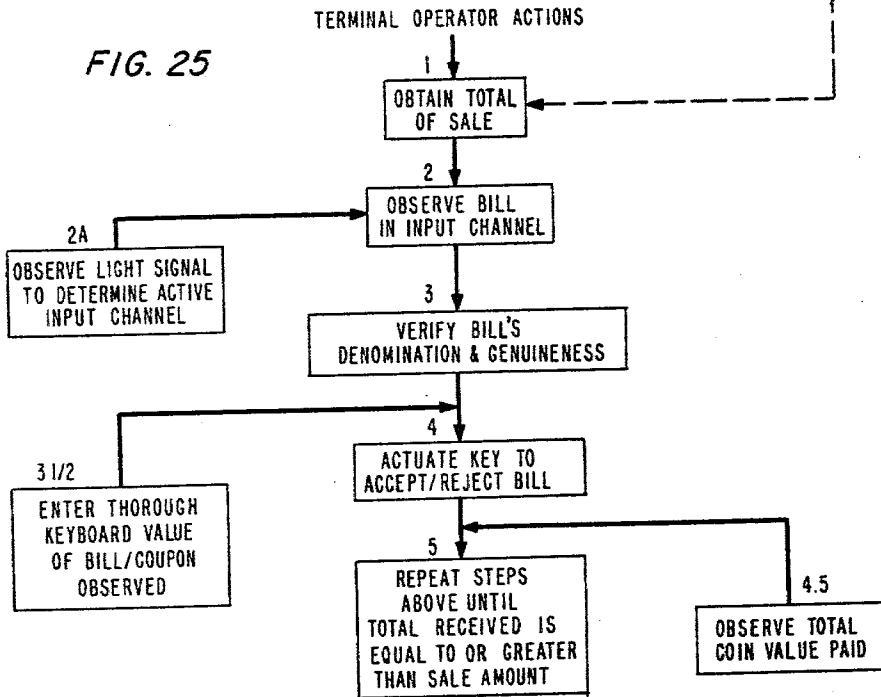 TERMINAL OPERATOR ACTIONS
FIG. 25
1
OBTAIN TOTAL
OF SALE
2
OBSERVE BILL
IN INPUT CHANNEL
2A
OBSERVE LIGHT SIGNAL
TO DETERMINE ACTIVE
INPUT CHANNEL
3
VERIFY BILL'S
DENOMINATION & GENUINENESS
4
ACTUATE KEY TO
ACCEPT/REJECT BILL
3 1/2
ENTER THOROUGH
KEYBOARD VALUE
OF BILL/COUPON
OBSERVED
5
REPEAT STEPS
ABOVE UNTIL
TOTAL RECEIVED IS
EQUAL TO OR GREATER
THAN SALE AMOUNT
4.5
OBSERVE TOTAL
COIN VALUE PAID